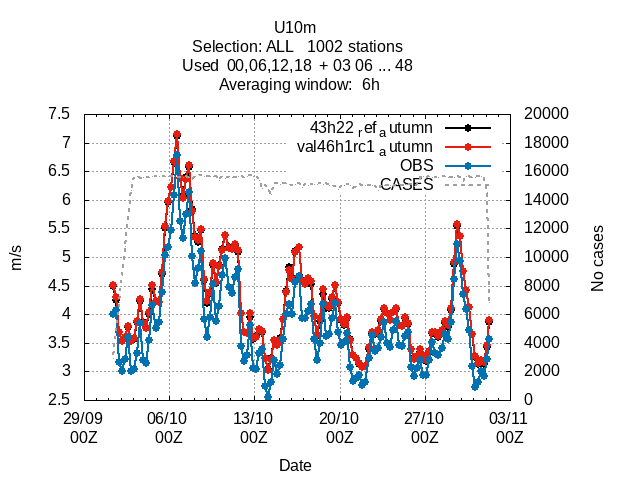 U10m
Selection: ALL   1002 stations
Used  00,06,12,18  + 03 06 ... 48
Averaging window:  6h
7.5
7
6.5
6
5.5
5
4.5
4
3.5
3
2.5
m/s
20000
18000
16000
14000
12000
10000
8000
6000
4000
2000
0
No cases
43h22_ref_autumn
val46h1rc1_autumn
OBS
CASES
29/09 06/10 13/10 20/10 27/10 03/11
00Z 00Z 00Z 00Z 00Z 00Z
Date